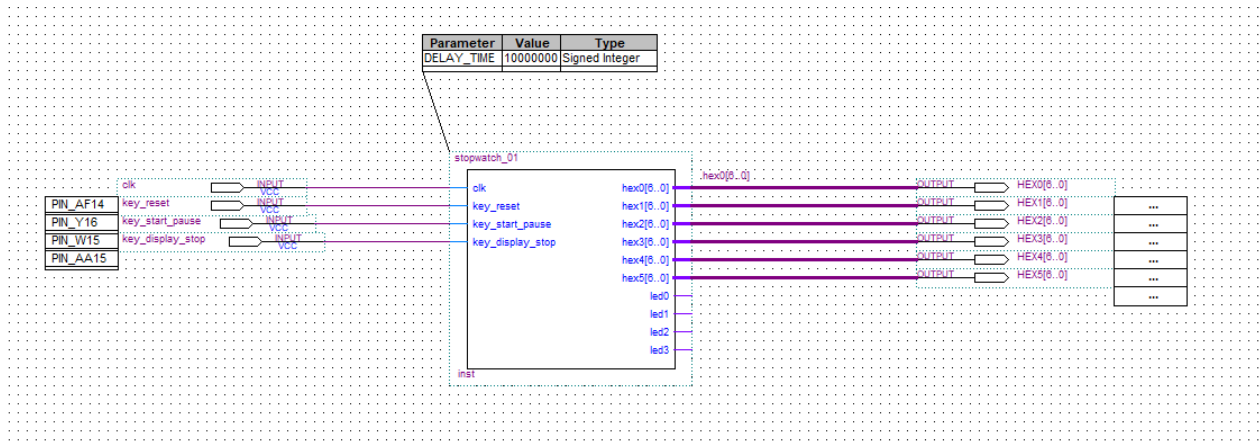 Parameter Value Type
DELAY_TIME 10000000 Signed Integer
stopwatch_01
clk INPUT VCC
PIN_AF14 key_reset INPUT VCC
PIN_Y16 key_start_pause INPUT VCC
PIN_W15 key_display_stop INPUT VCC
PIN_AA15
clk hex0[6..0]
key_reset hex1[6..0]
key_start_pause hex2[6..0]
key_display_stop hex3[6..0]
hex4[6..0]
hex5[6..0]
led0
led1
led2
led3
inst
hex0[6..0]
OUTPUT HEX0[6..0]
OUTPUT HEX1[6..0] ...
OUTPUT HEX2[6..0] ...
OUTPUT HEX3[6..0] ...
OUTPUT HEX4[6..0] ...
OUTPUT HEX5[6..0] ...
...